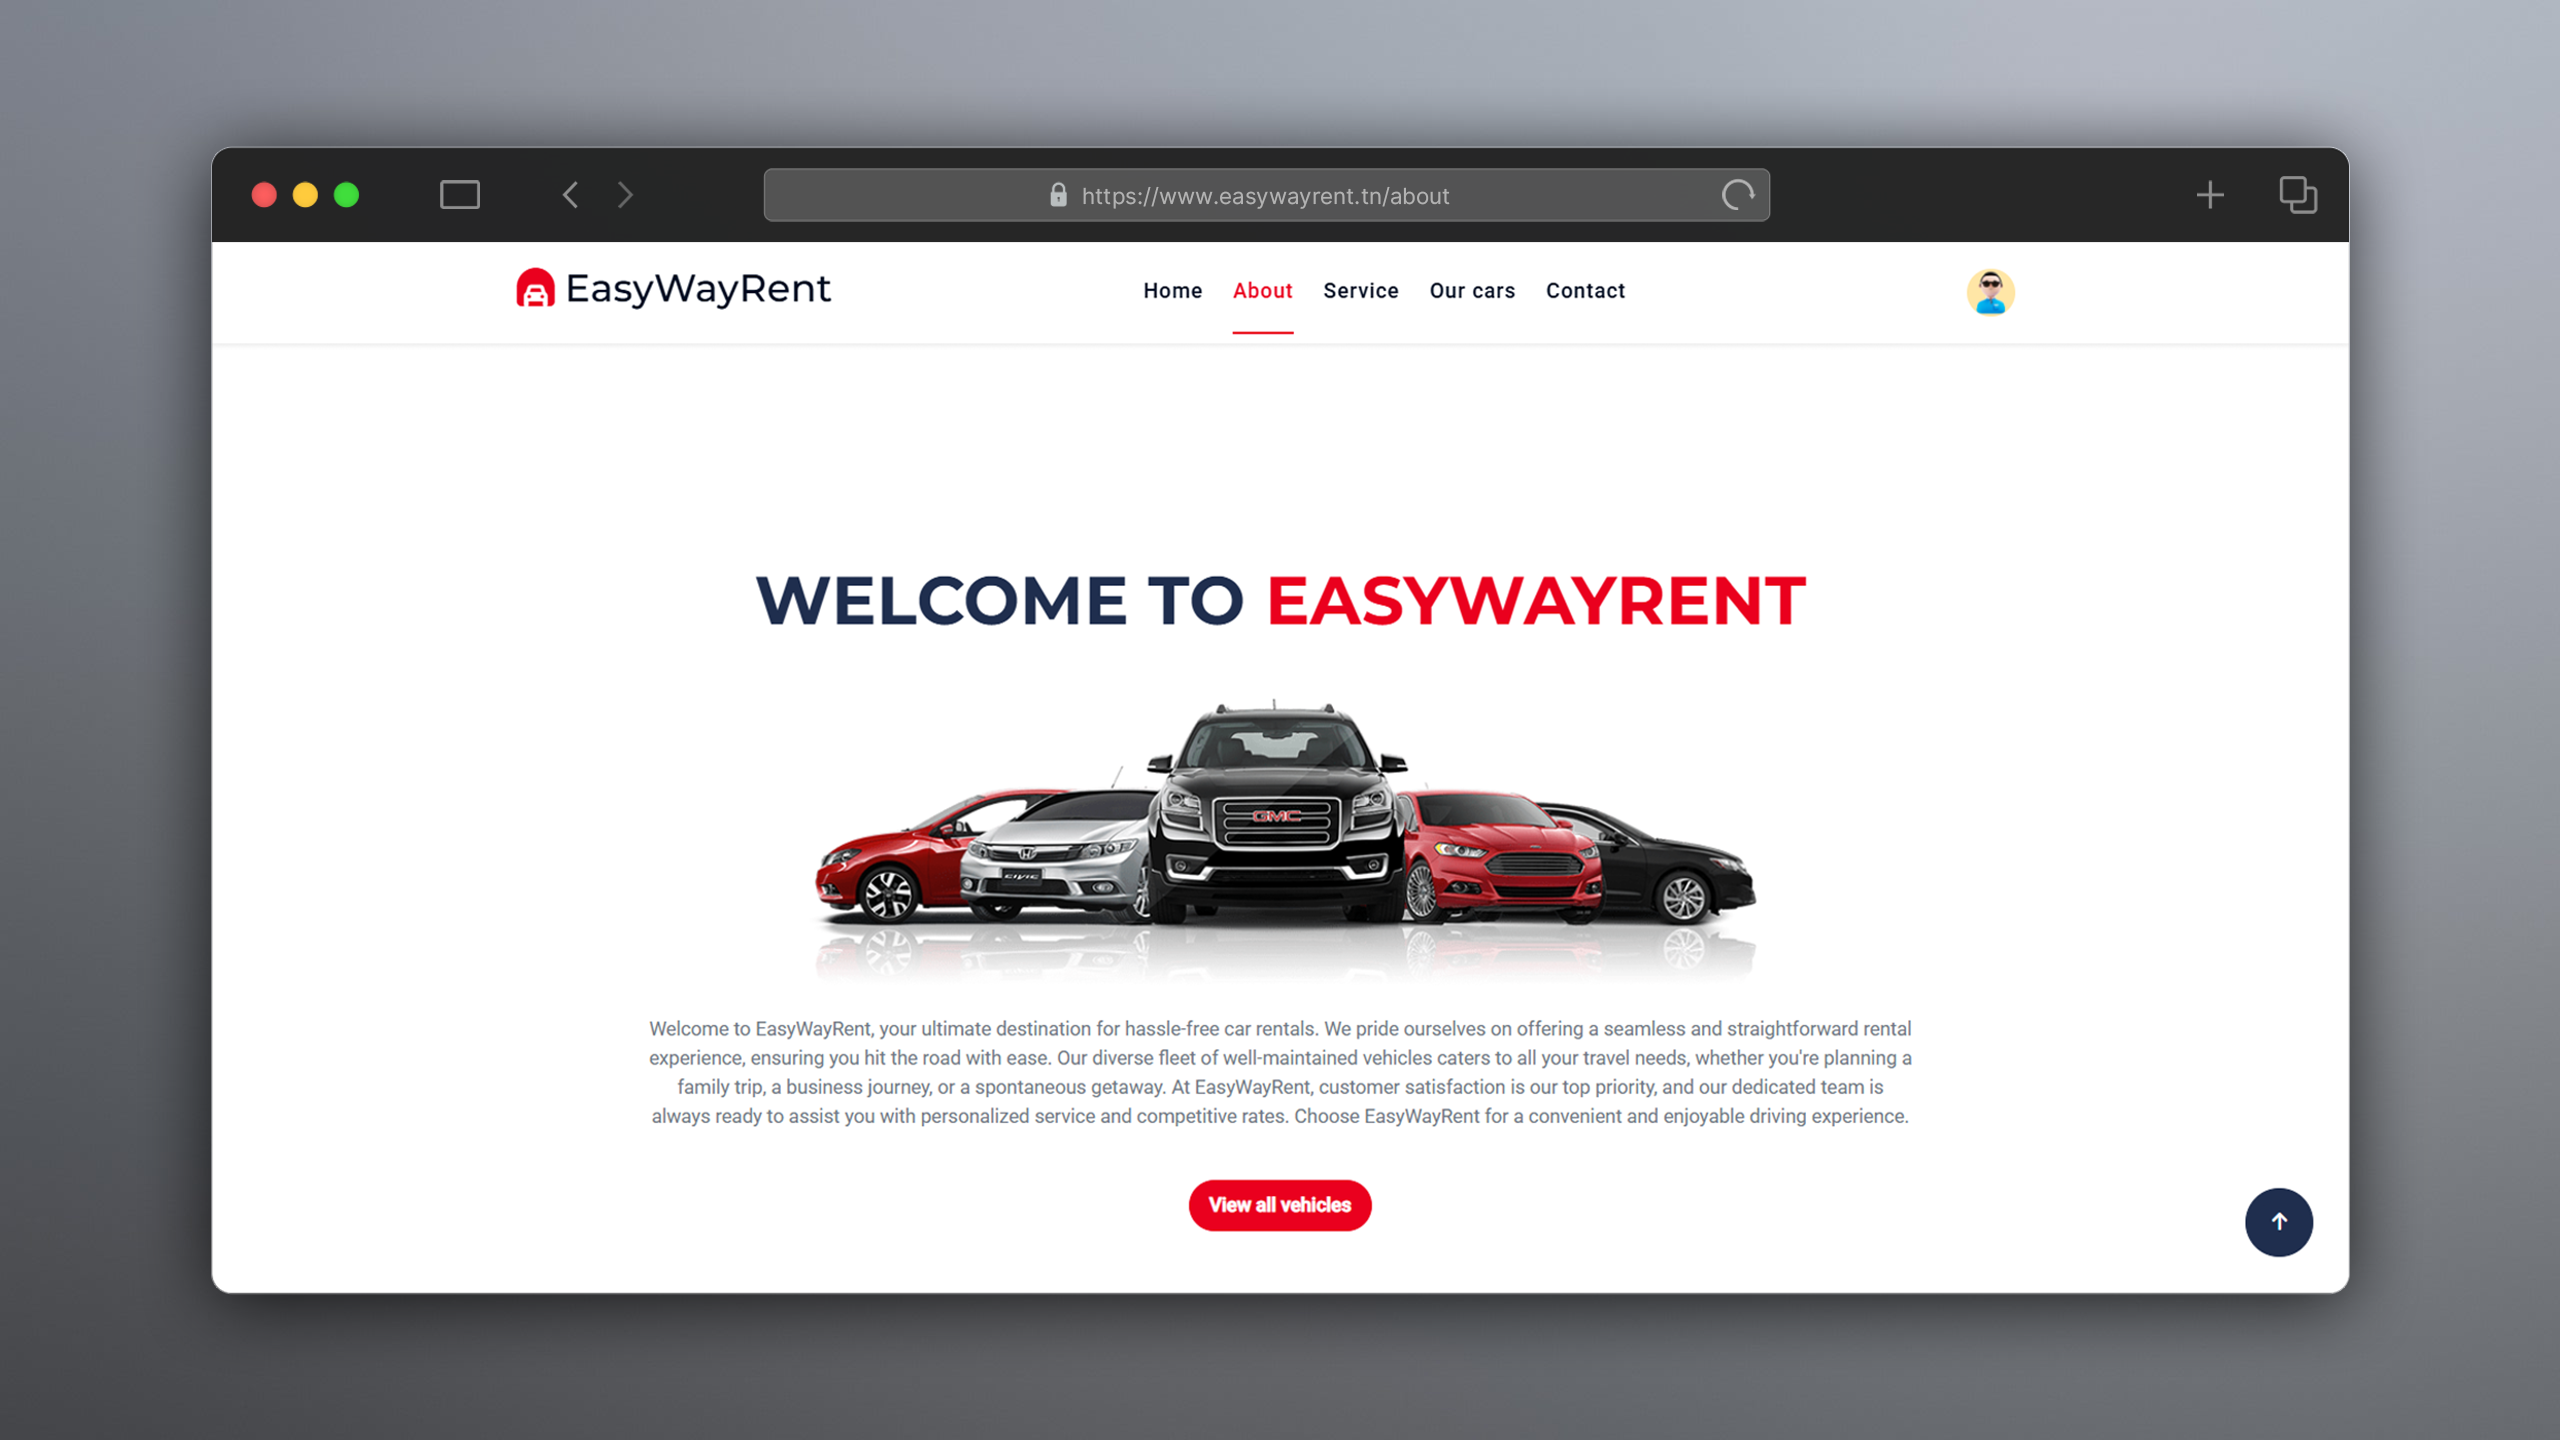 https://www.easywayrent.tn/about
EasyWayRent
Home About Service Our cars Contact
WELCOME TO EASYWAYRENT
GMC
CIVIC
Welcome to EasyWayRent, your ultimate destination for hassle-free car rentals. We pride ourselves on offering a seamless and straightforward rental
experience, ensuring you hit the road with ease. Our diverse fleet of well-maintained vehicles caters to all your travel needs, whether you're planning a
family trip, a business journey, or a spontaneous getaway. At EasyWayRent, customer satisfaction is our top priority, and our dedicated team is
always ready to assist you with personalized service and competitive rates. Choose EasyWayRent for a convenient and enjoyable driving experience.
View all vehicles